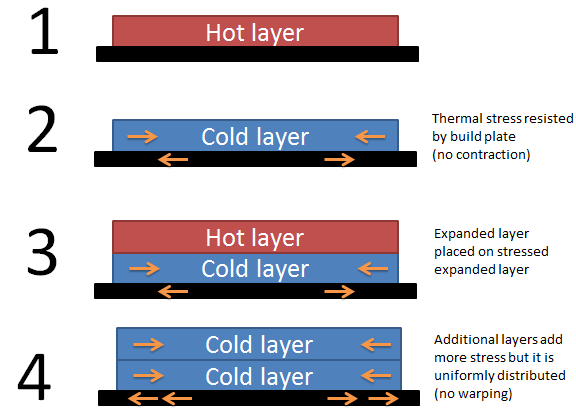 1
Hot layer
2
Cold layer
Thermal stress resisted
by build plate
(no contraction)
3
Hot layer
Cold layer
Expanded layer
placed on stressed
expanded layer
4
Cold layer
Cold layer
Additional layers add
more stress but it is
uniformly distributed
(no warping)